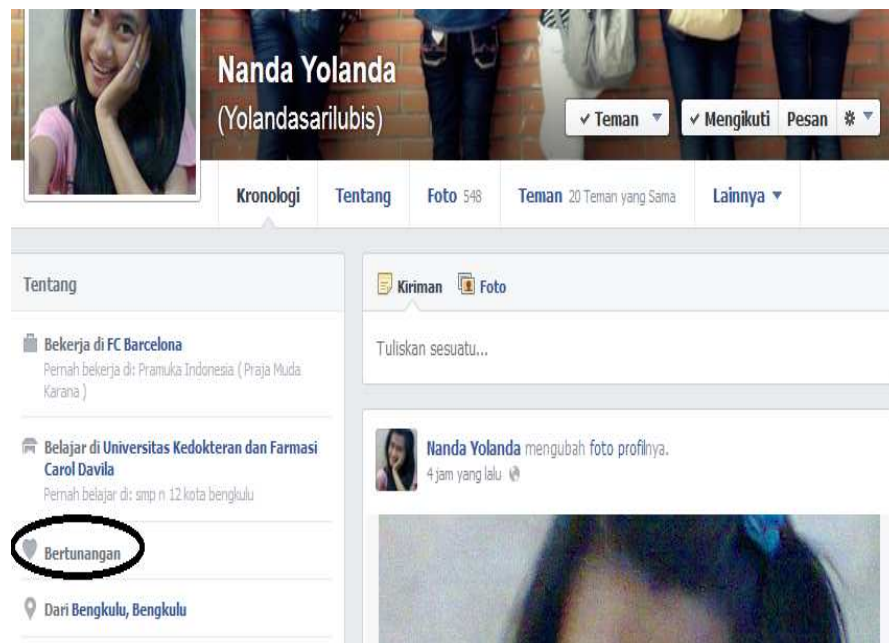 Nanda Yolanda
(Yolandasarilubis)
Teman
Mengikuti
Pesan
Kronologi
Tentang
Foto 548
Teman 20 Teman yang Sama
Lainnya
Tentang
Bekerja di FC Barcelona
Pernah bekerja di: Pramuka Indonesia ( Praja Muda
Karana )
Belajar di Universitas Kedokteran dan Farmasi
Carol Davila
Pernah belajar di: smp n 12 kota bengkulu
Bertunangan
Dari Bengkulu, Bengkulu
Kiriman
Foto
Tuliskan sesuatu...
Nanda Yolanda mengubah foto profilnya.
4 jam yang lalu